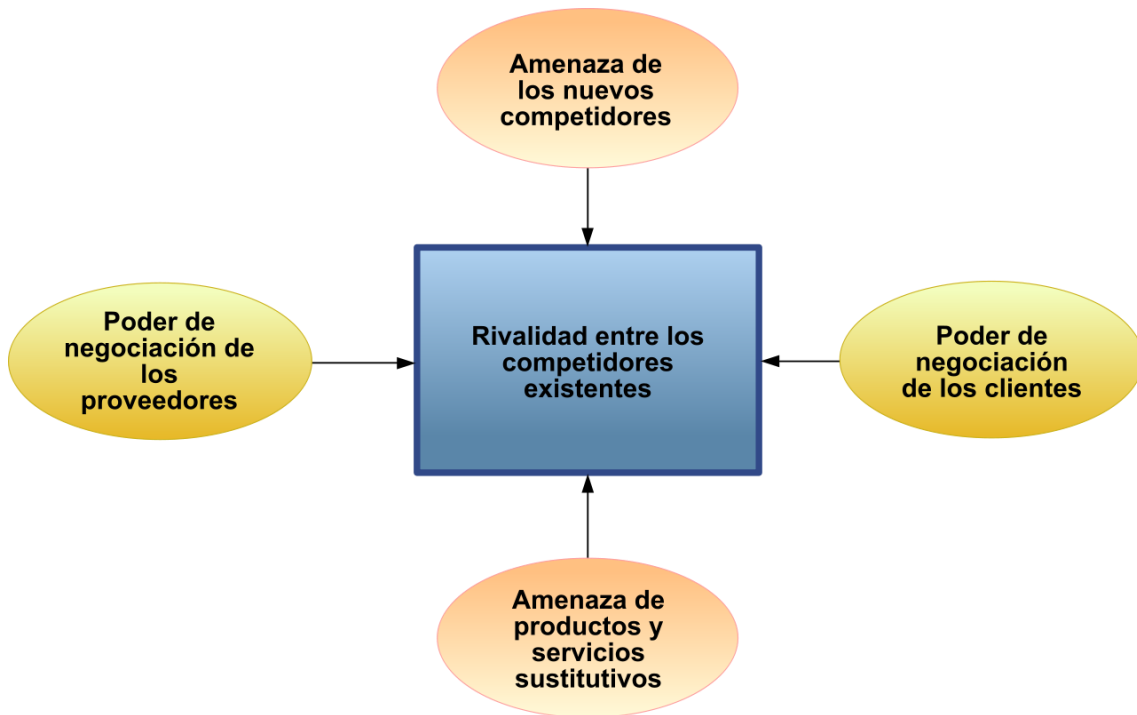 Amenaza de
los nuevos
competidores
Poder de
negociación de
los
proveedores
Rivalidad entre los
competidores
existentes
Poder de
negociación
de los clientes
Amenaza de
productos y
servicios
sustitutivos